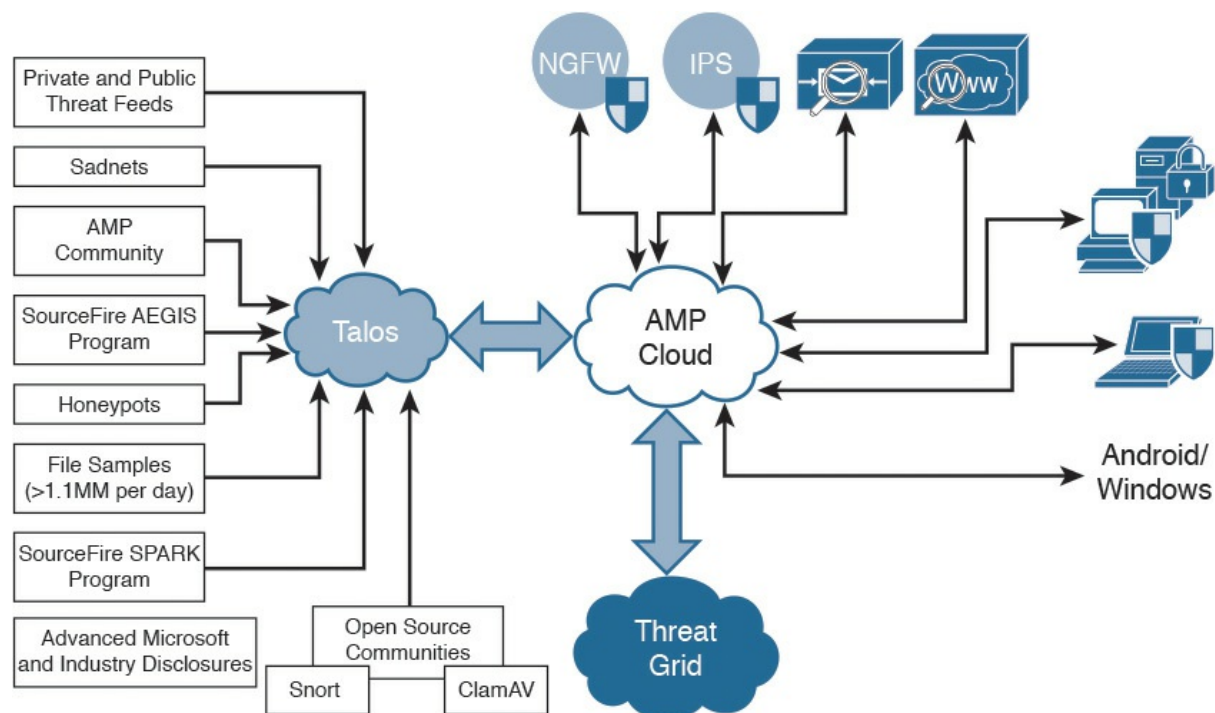 NGFW
IPS
Www
Private and Public
Threat Feeds
Sadnets
AMP
Community
SourceFire AEGIS
Program
Honeypots
File Samples
(>1.1MM per day)
SourceFire SPARK
Program
Advanced Microsoft
and Industry Disclosures
Talos
Open Source
Communities
Snort
ClamAV
AMP
Cloud
Threat
Grid
Android/
Windows